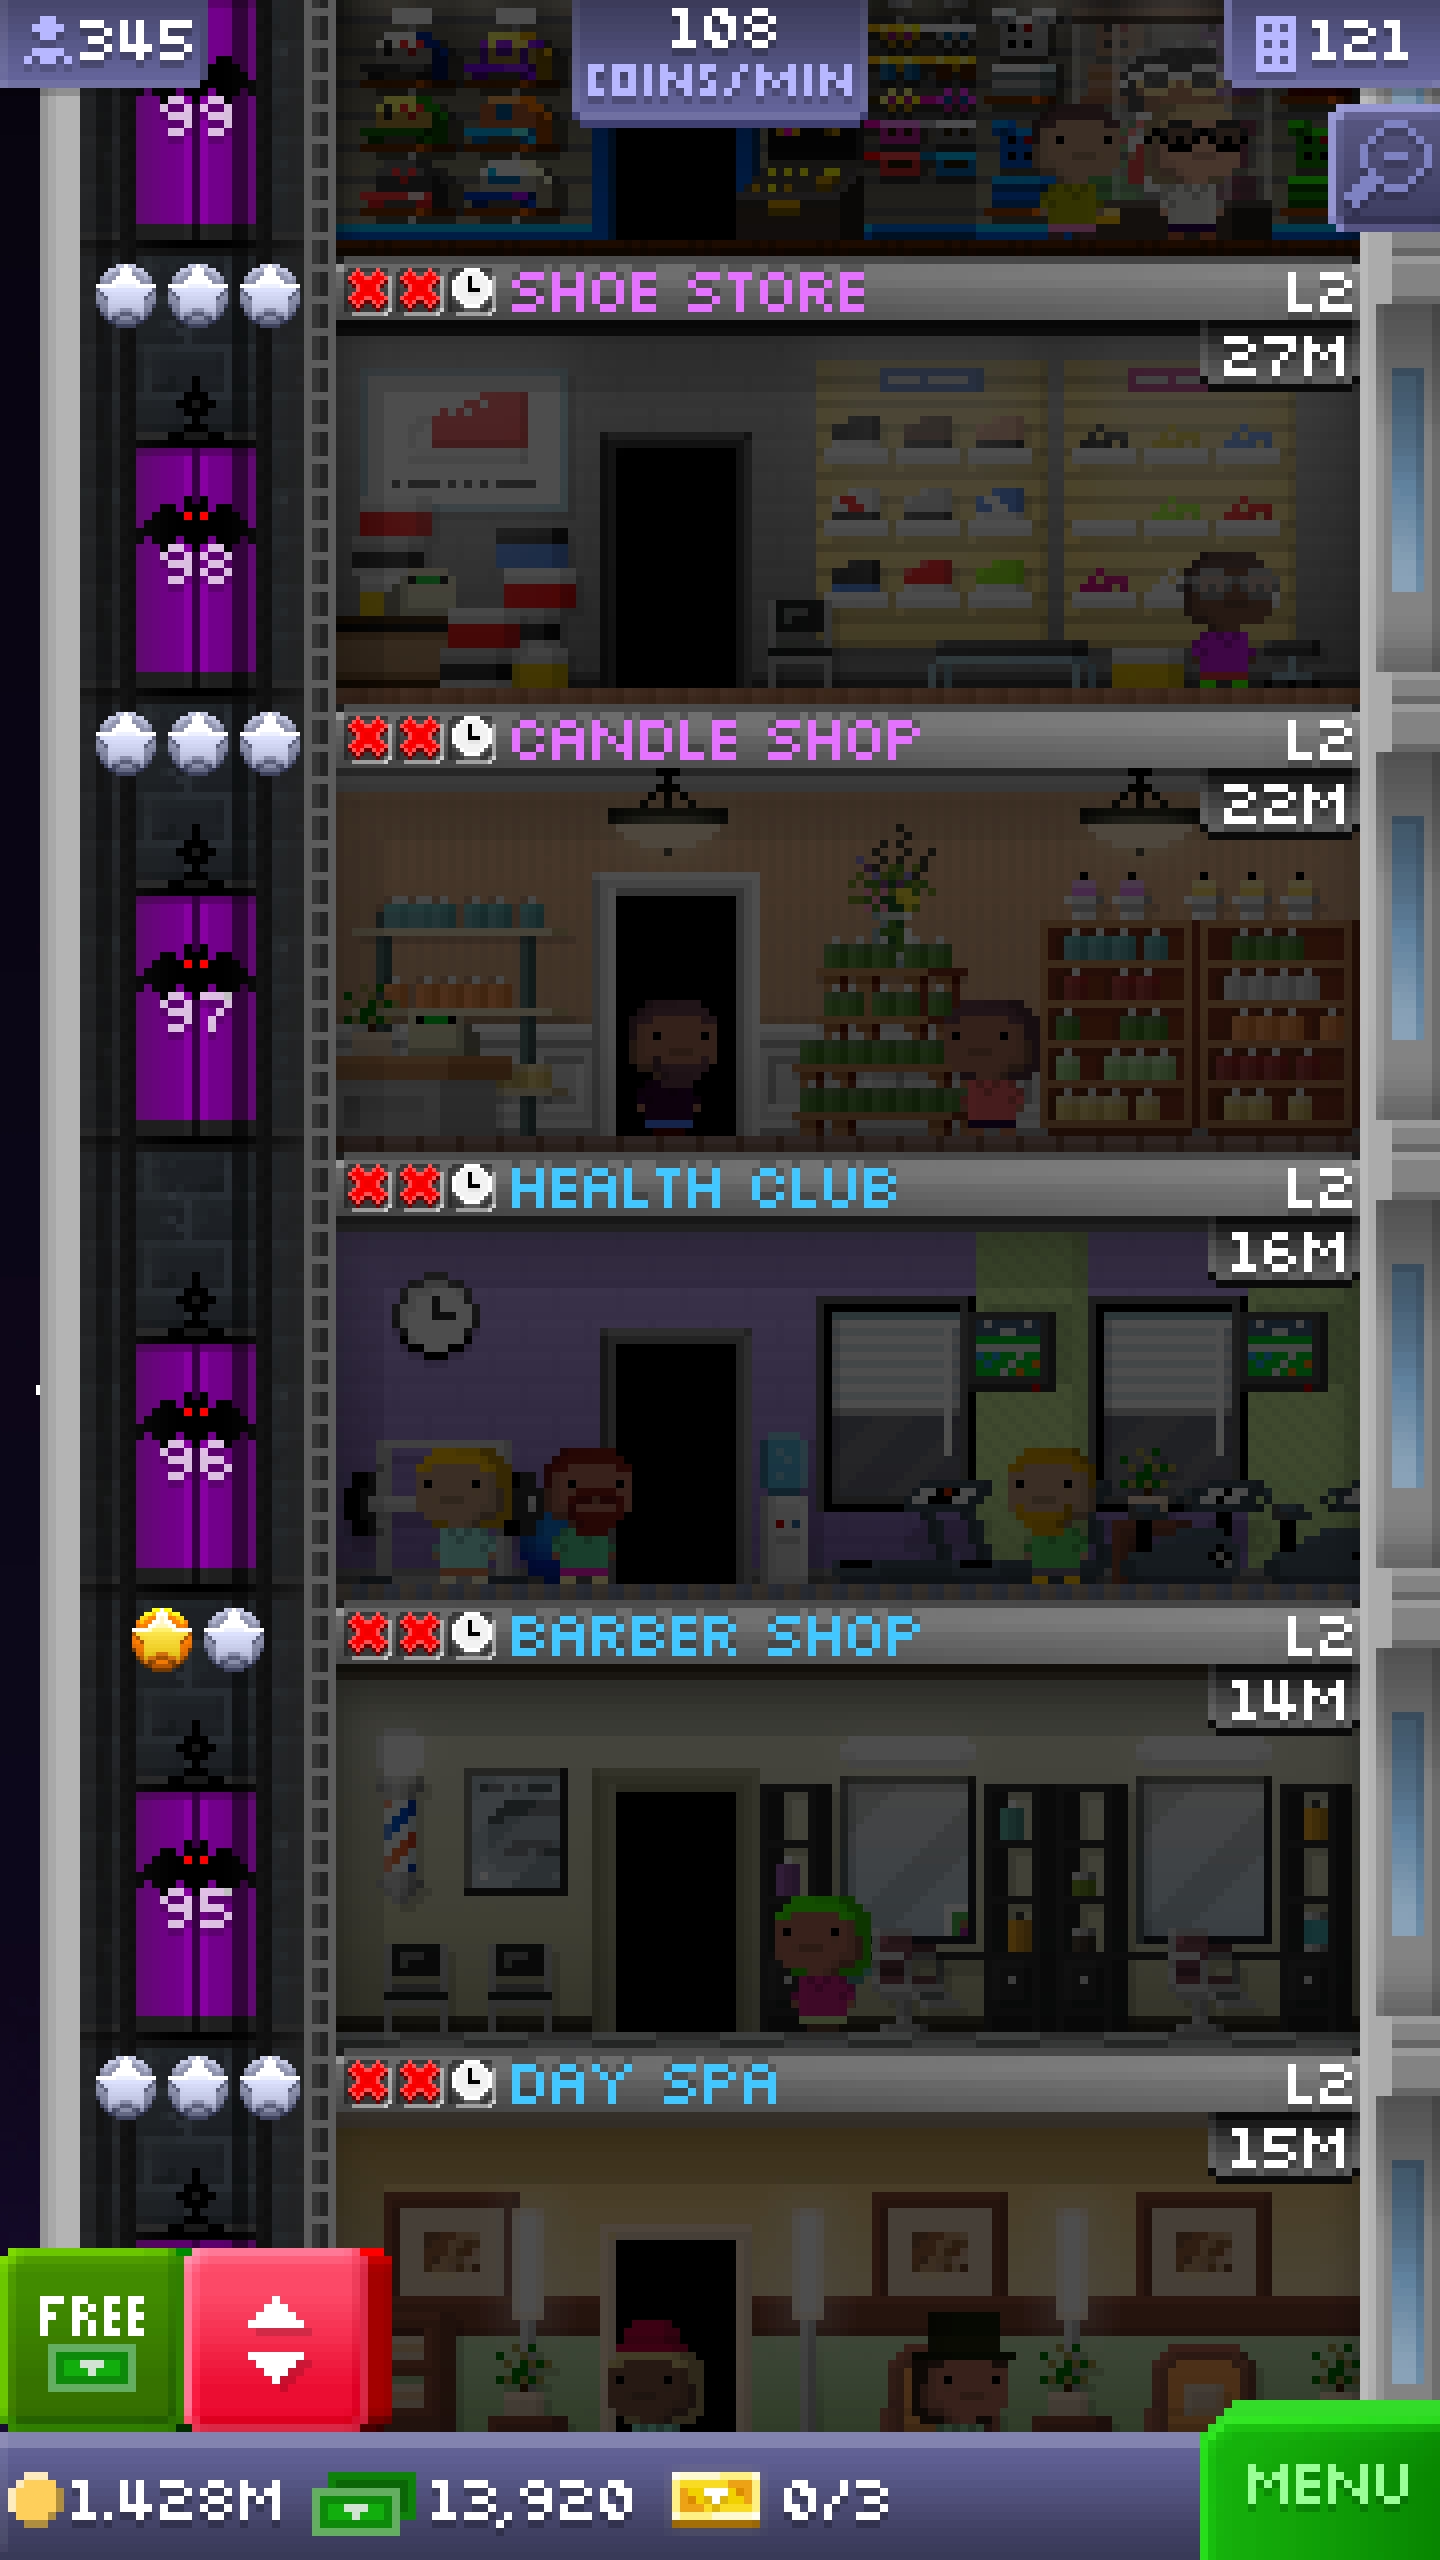 345
108
COINS/MIN
121
99
SHOE STORE L2
27M
98
CANDLE SHOP L2
22M
97
HEALTH CLUB L2
16M
96
BARBER SHOP L2
14M
95
DAY SPA L2
15M
FREE
1.428M 13,920 0/3
MENU